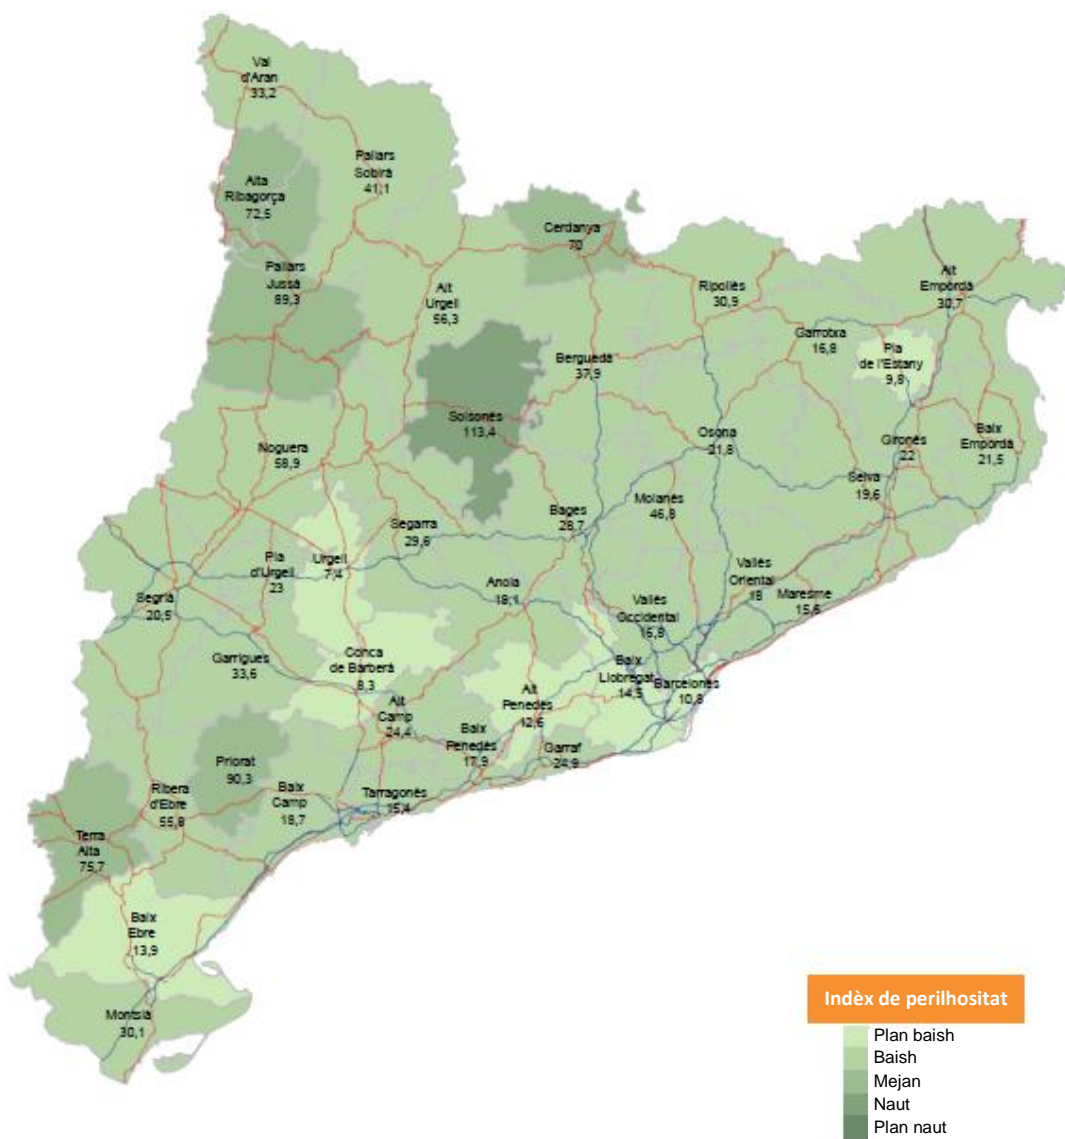 Val
d'Aran
33,2
Pallars
Sobirà
41,1
Alta
Ribagorça
72,5
Cerdanya
70
Pallars
Jussà
89,3
Alt
Urgell
56,3
Ripollès
30,9
Alt
Empordà
30,7
Garrotxa
16,8
Pla
de l'Estany
9,8
Berguedà
37,9
Solsonès
113,4
Noguera
58,9
Osona
21,8
Gironès
22
Baix
Empordà
21,5
Selva
19,6
Moianès
46,8
Bages
28,7
Segarra
29,6
Urgell
7,4
Pla
d'Urgell
23
Segrià
20,5
Anoia
18,1
Vallès
Oriental
18
Maresme
15,6
Vallès
Occidental
16,8
Garrigues
33,6
Conca
de Barberà
8,3
Baix
Llobregat
14,5
Barcelonès
10,8
Alt
Penedès
12,6
Alt
Camp
24,4
Baix
Penedès
17,9
Garraf
24,9
Priorat
90,3
Baix
Camp
18,7
Tarragonès
15,4
Ribera
d'Ebre
55,8
Terra
Alta
75,7
Baix
Ebre
13,9
Montsià
30,1
Indèx de perilhositat
Plan baish
Baish
Mejan
Naut
Plan naut